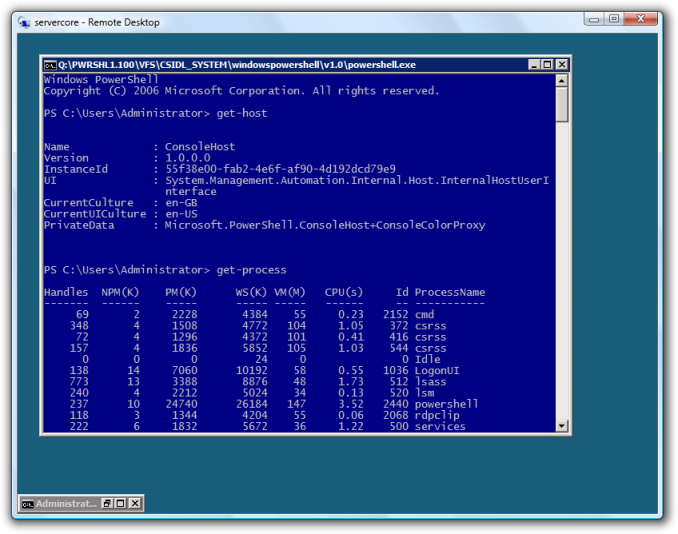 servercore - Remote Desktop
Q:\PWRSHL1.100\VFS\CSIDL_SYSTEM\windowspowershell\v1.0\powershell.exe
Windows PowerShell
Copyright (C) 2006 Microsoft Corporation. All rights reserved.
PS C:\Users\Administrator> get-host
Name : ConsoleHost
Version : 1.0.0.0
InstanceId : 55f38e00-fab2-4e6f-af90-4d192dcd79e9
UI : System.Management.Automation.Internal.Host.InternalHostUserI
nterface
CurrentCulture : en-GB
CurrentUICulture : en-US
PrivateData : Microsoft.PowerShell.ConsoleHost+ConsoleColorProxy
PS C:\Users\Administrator> get-process
Handles NPM(K) PM(K) WS(K) VM(M) CPU(s) Id ProcessName
------- ------ ----- ----- ----- ------ -- -----------
69 2 2228 4384 55 0.23 2152 cmd
348 4 1508 4772 104 1.05 372 csrss
72 4 1296 4372 101 0.41 416 csrss
157 4 1836 5852 105 1.03 544 csrss
0 0 0 24 0 0 Idle
138 14 7060 10192 58 0.55 1036 LogonUI
773 13 3388 8876 48 1.73 512 lsass
240 4 2212 5024 34 0.13 520 lsm
237 10 24740 26184 147 3.52 2440 powershell
118 3 1344 4204 55 0.06 2068 rdpclip
222 6 1832 5672 36 1.22 500 services
Administrat...